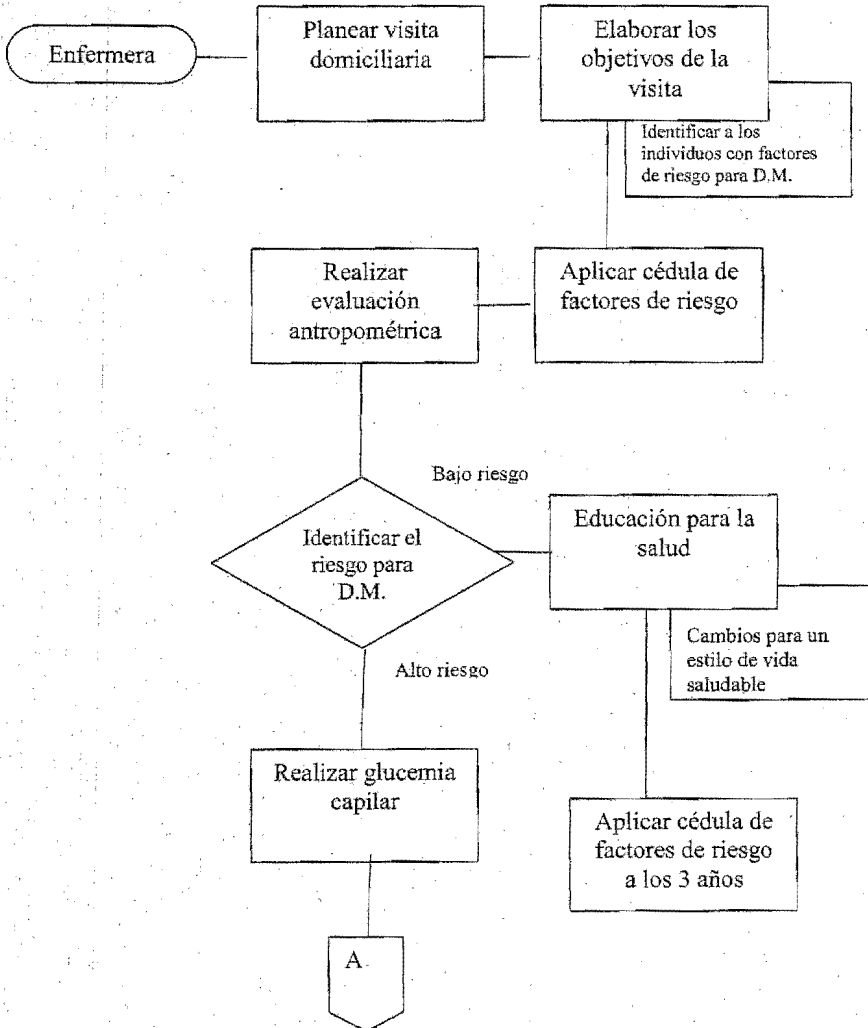 Enfermera
Planear visita
domiciliaria
Elaborar los
objetivos de la
visita
Identificar a los
individuos con factores
de riesgo para D.M.
Aplicar cédula de
factores de riesgo
Realizar
evaluación
antropométrica
Identificar el
riesgo para
D.M.
Bajo riesgo
Educación para la
salud
Cambios para un
estilo de vida
saludable
Aplicar cédula de
factores de riesgo
a los 3 años
Alto riesgo
Realizar glucemia
capilar
A